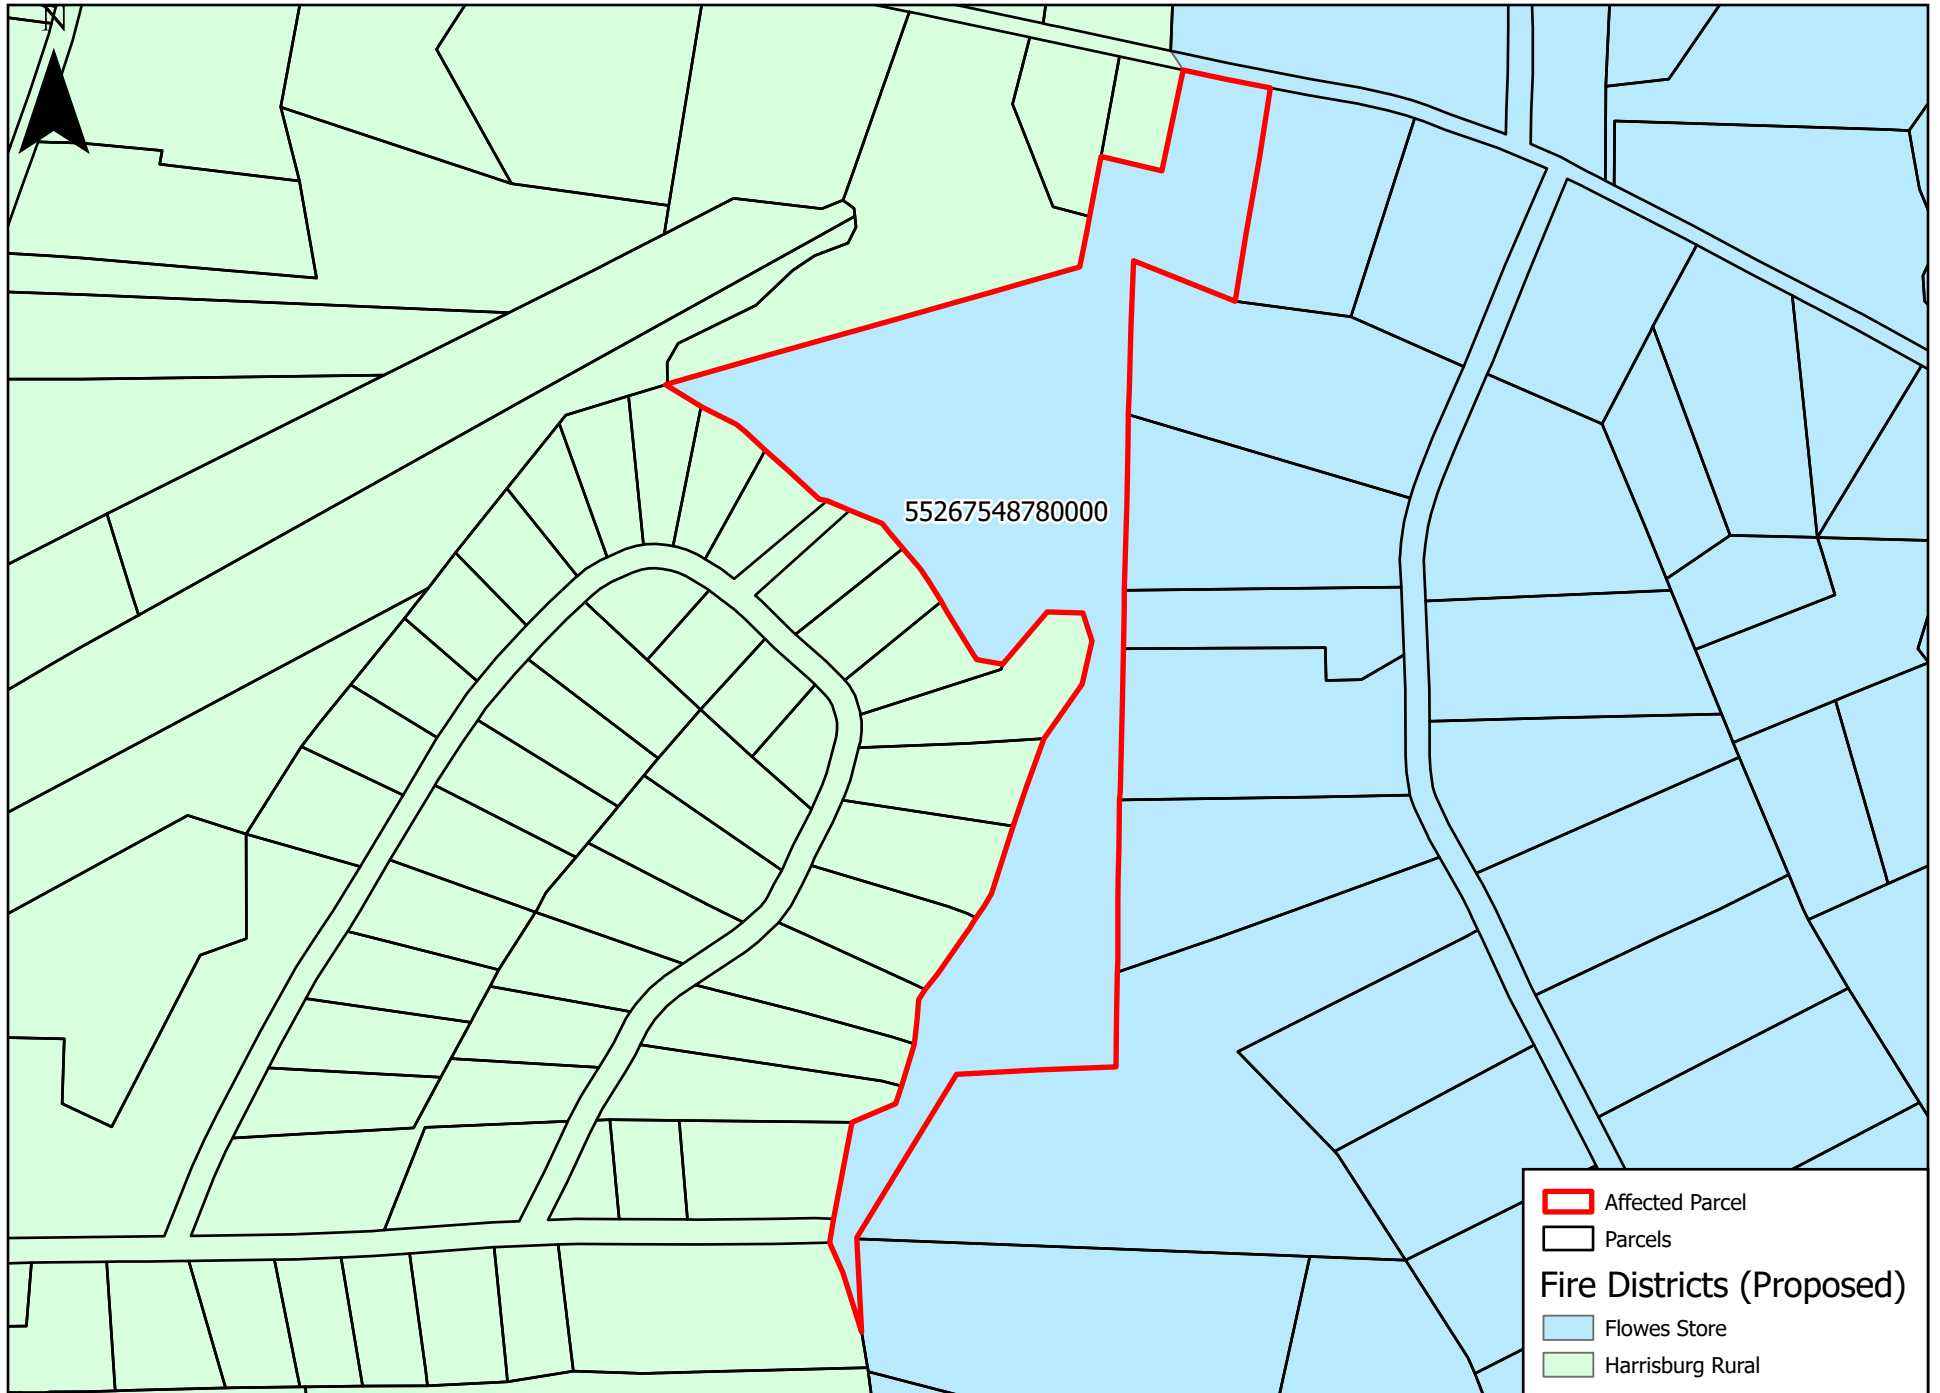 N
55267548780000
Affected Parcel
Parcels
Fire Districts (Proposed)
Flowes Store
Harrisburg Rural